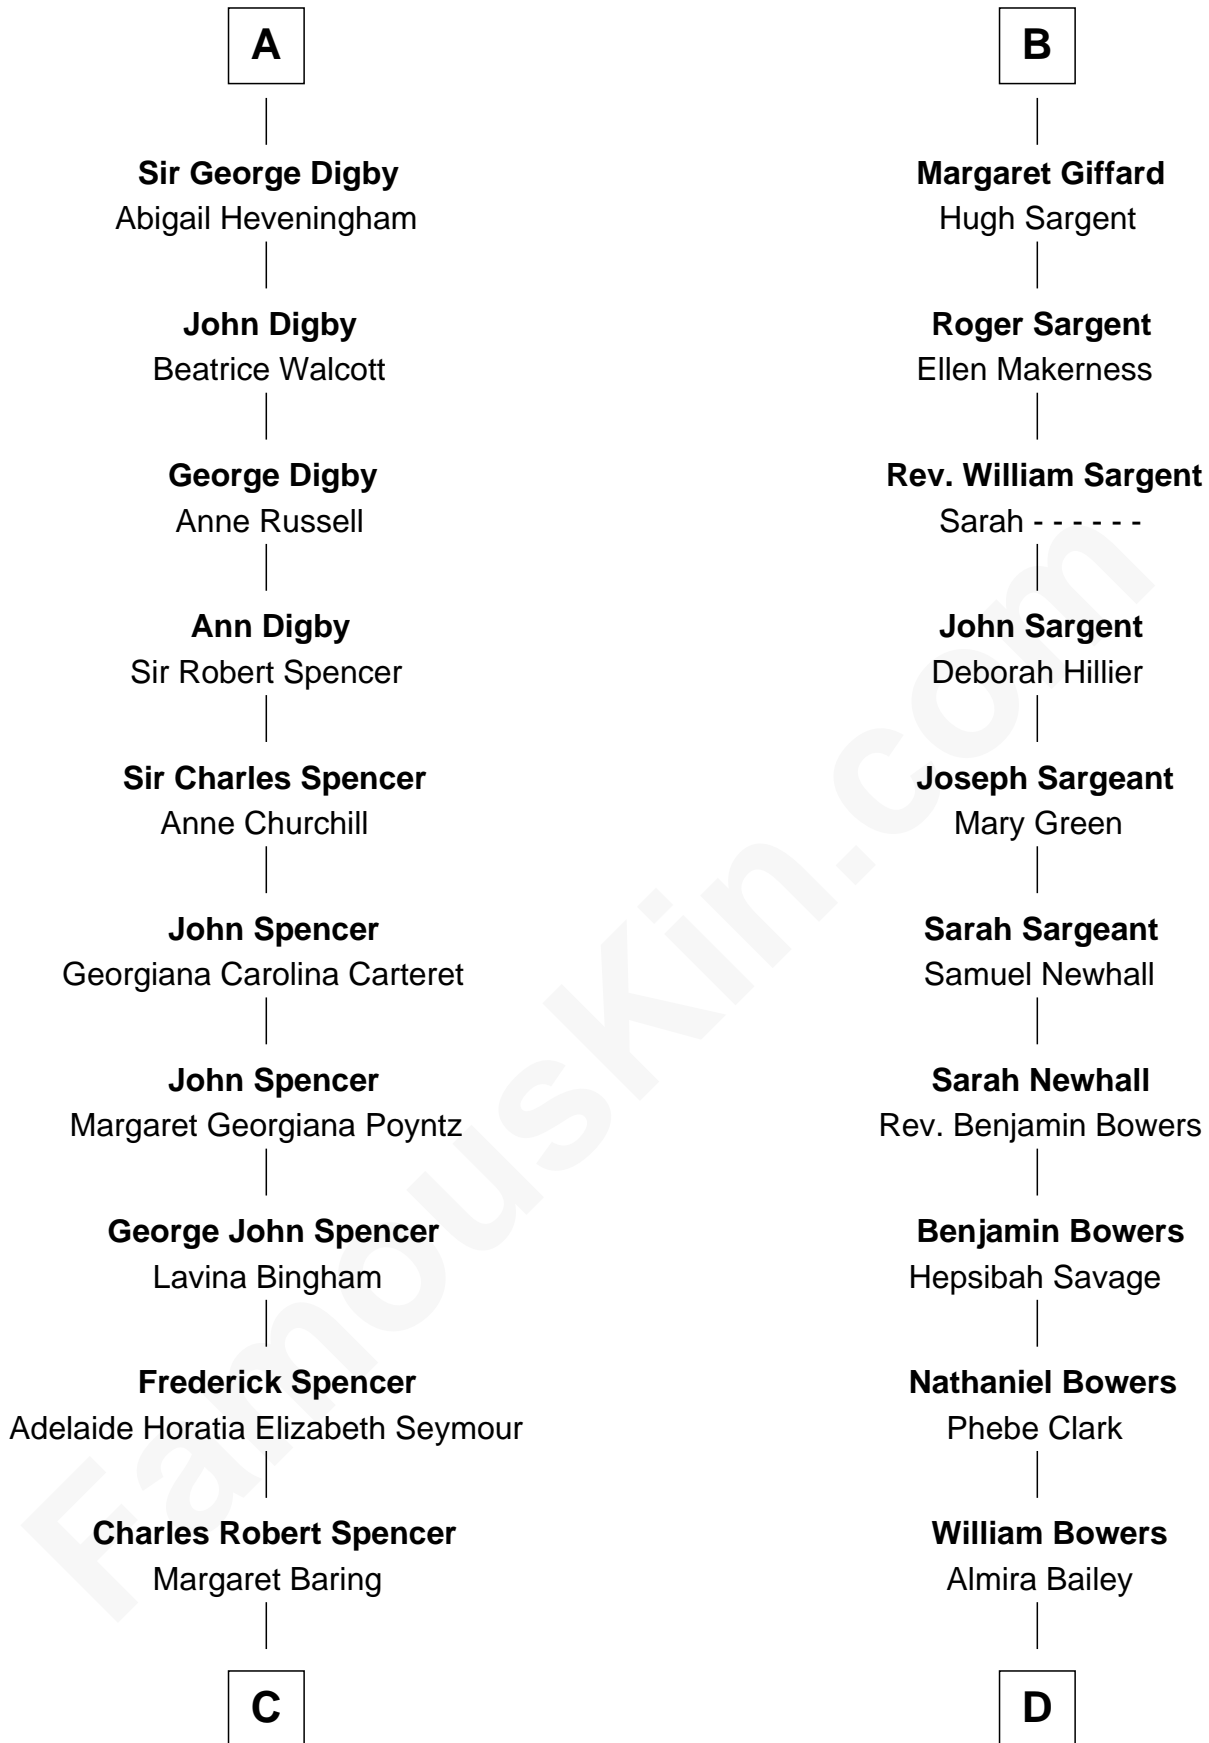 A
Sir George Digby
Abigail Heveningham
John Digby
Beatrice Walcott
George Digby
Anne Russell
Ann Digby
Sir Robert Spencer
Sir Charles Spencer
Anne Churchill
John Spencer
Georgiana Carolina Carteret
John Spencer
Margaret Georgiana Poyntz
George John Spencer
Lavina Bingham
Frederick Spencer
Adelaide Horatia Elizabeth Seymour
Charles Robert Spencer
Margaret Baring
C
B
Margaret Giffard
Hugh Sargent
Roger Sargent
Ellen Makerness
Rev. William Sargent
Sarah - - - - - -
John Sargent
Deborah Hillier
Joseph Sargeant
Mary Green
Sarah Sargeant
Samuel Newhall
Sarah Newhall
Rev. Benjamin Bowers
Benjamin Bowers
Hepsibah Savage
Nathaniel Bowers
Phebe Clark
William Bowers
Almira Bailey
D
FamousKin.com